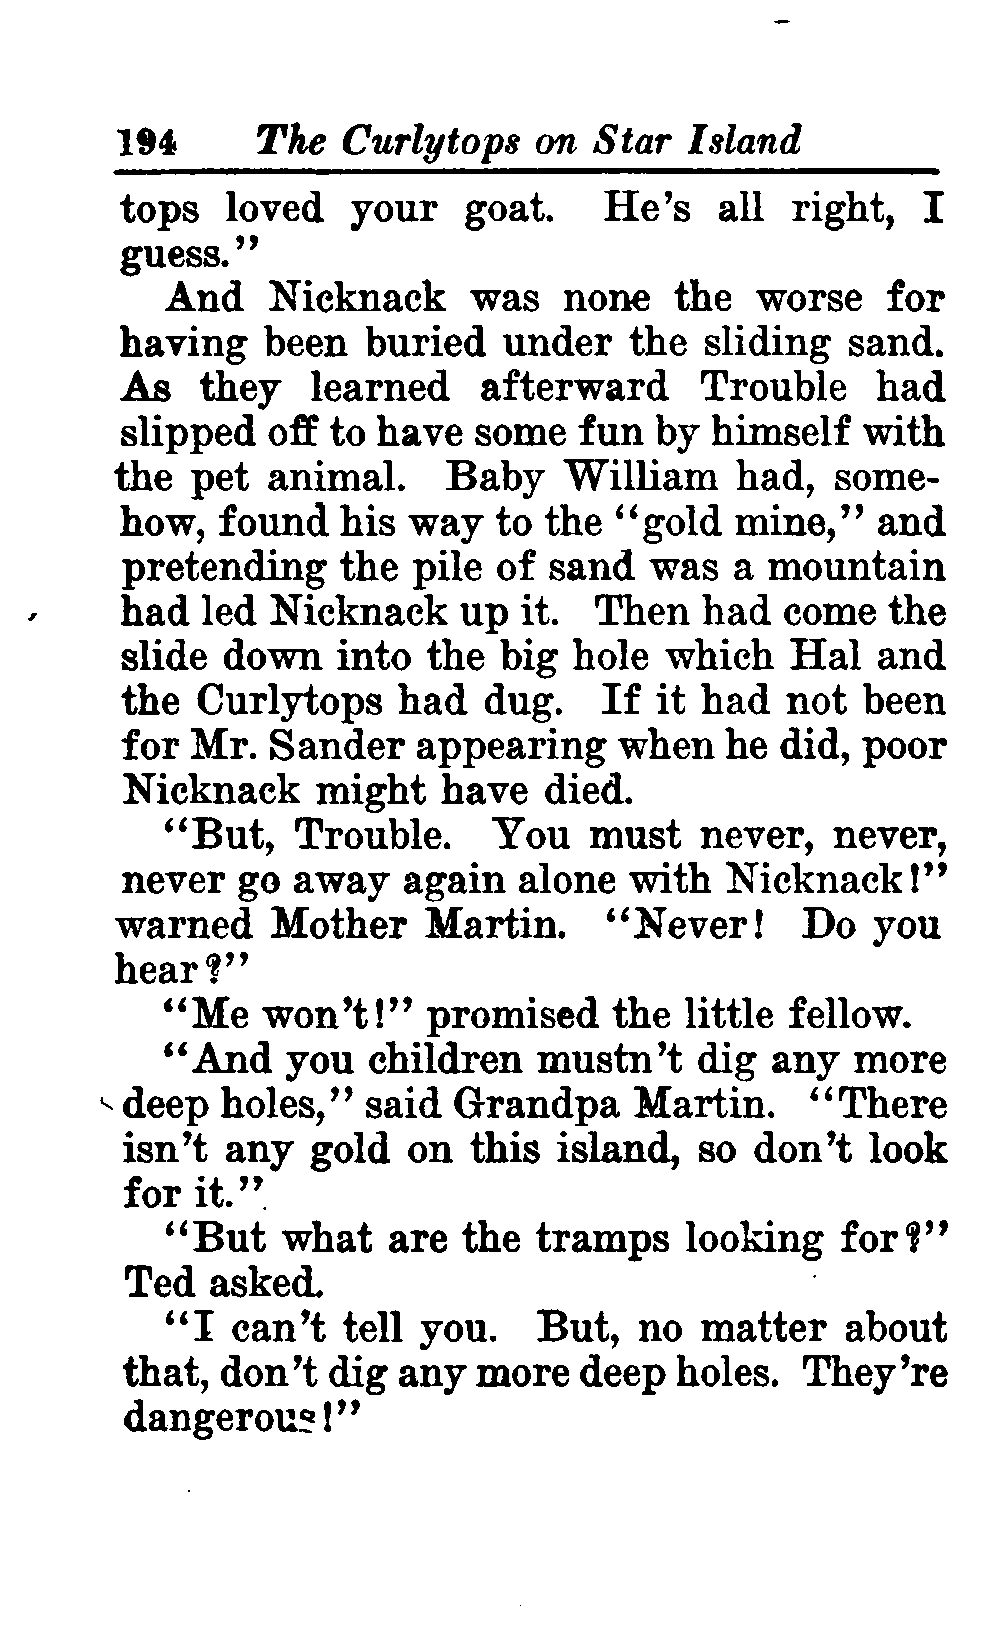 194 The Curlytops on Star Island
tops loved your goat. He's all right, I
guess."
And Nicknack was none the worse for
having been buried under the sliding sand.
As they learned afterward Trouble had
slipped off to have some fun by himself with
the pet animal. Baby William had, some-
how, found his way to the "gold mine," and
pretending the pile of sand was a mountain
had led Nicknack up it. Then had come the
slide down into the big hole which Hal and
the Curlytops had dug. If it had not been
for Mr. Sander appearing when he did, poor
Nicknack might have died.
"But, Trouble. You must never, never,
never go away again alone with Nicknack!"
warned Mother Martin. "Never! Do you
hear?"
"Me won't!" promised the little fellow.
"And you children mustn't dig any more
deep holes," said Grandpa Martin. "There
isn't any gold on this island, so don't look
for it."
"But what are the tramps looking for?"
Ted asked.
"I can't tell you. But, no matter about
that, don't dig any more deep holes. They're
dangerous!"